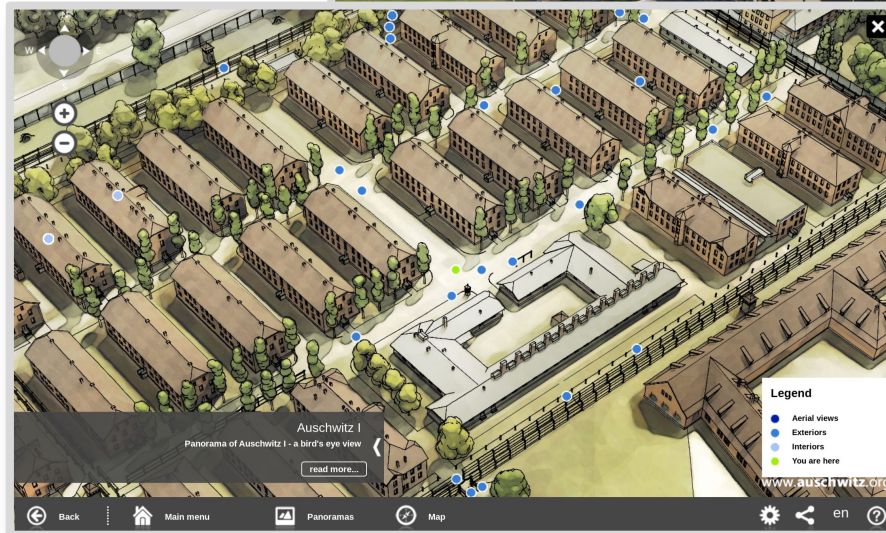 W
E
S
Legend
Aerial views
Exteriors
Interiors
You are here
www.auschwitz.org
Auschwitz I
Panorama of Auschwitz I - a bird's eye view
read more...
Back
Main menu
Panoramas
Map
en
?